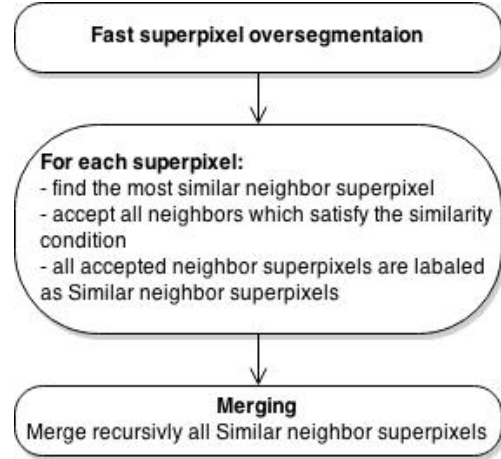 Fast superpixel oversegmentaion
For each superpixel:
- find the most similar neighbor superpixel
- accept all neighbors which satisfy the similarity
condition
- all accepted neighbor superpixels are labaled
as Similar neighbor superpixels
Merging
Merge recursivly all Similar neighbor superpixels